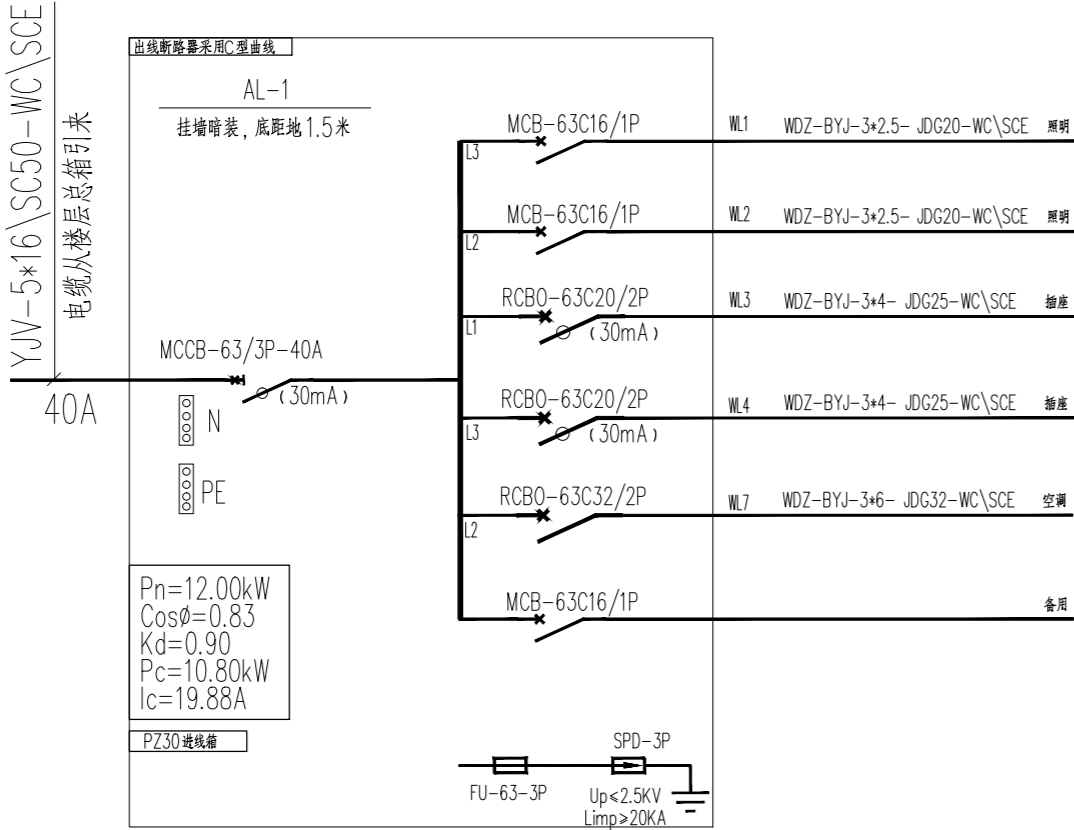 YJV-5*16\SC50-WC\SCE
电缆从楼层总箱引来
40A
出线断路器采用C型曲线
AL-1
挂墙暗装，底距地1.5米
MCCB-63/3P-40A
(30mA)
N
PE
L3
MCB-63C16/1P
WL1
WDZ-BYJ-3*2.5- JDG20-WC\SCE
照明
L2
MCB-63C16/1P
WL2
WDZ-BYJ-3*2.5- JDG20-WC\SCE
照明
L1
RCBO-63C20/2P
(30mA)
WL3
WDZ-BYJ-3*4- JDG25-WC\SCE
插座
L3
RCBO-63C20/2P
(30mA)
WL4
WDZ-BYJ-3*4- JDG25-WC\SCE
插座
L2
RCBO-63C32/2P
WL7
WDZ-BYJ-3*6- JDG32-WC\SCE
空调
MCB-63C16/1P
备用
Pn=12.00kW
Cosø=0.83
Kd=0.90
Pc=10.80kW
Ic=19.88A
PZ30进线箱
FU-63-3P
SPD-3P
Up≤2.5KV
Limp≥20KA